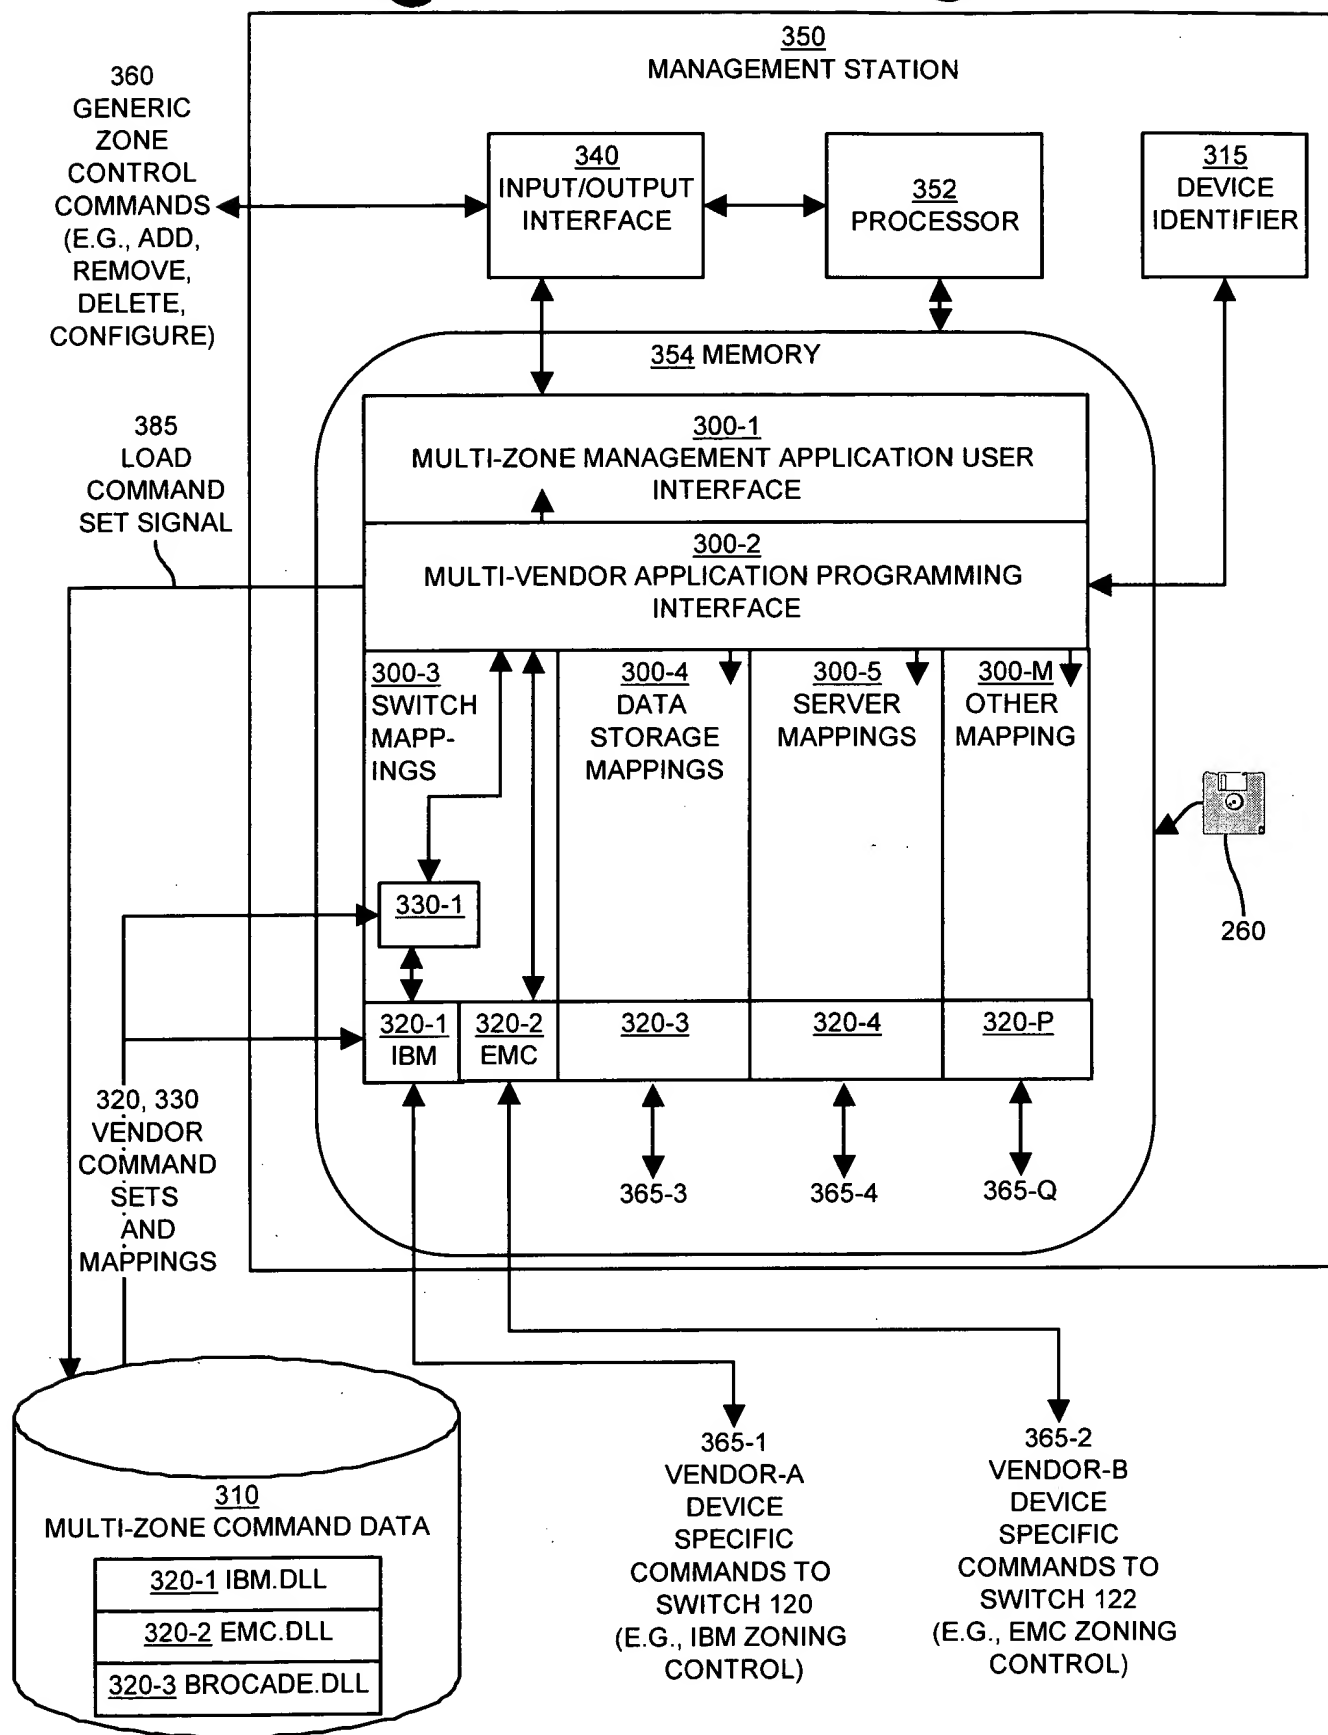 350
MANAGEMENT STATION
360
GENERIC
ZONE
CONTROL
COMMANDS
(E.G., ADD,
REMOVE,
DELETE,
CONFIGURE)
340
INPUT/OUTPUT
INTERFACE
352
PROCESSOR
315
DEVICE
IDENTIFIER
354 MEMORY
385
LOAD
COMMAND
SET SIGNAL
300-1
MULTI-ZONE MANAGEMENT APPLICATION USER
INTERFACE
300-2
MULTI-VENDOR APPLICATION PROGRAMMING
INTERFACE
300-3
SWITCH
MAPP-
INGS
300-4
DATA
STORAGE
MAPPINGS
300-5
SERVER
MAPPINGS
300-M
OTHER
MAPPING
260
330-1
320-1
IBM
320-2
EMC
320-3
320-4
320-P
320, 330
VENDOR
COMMAND
SETS
AND
MAPPINGS
365-3
365-4
365-Q
310
MULTI-ZONE COMMAND DATA
320-1 IBM.DLL
320-2 EMC.DLL
320-3 BROCADE.DLL
365-1
VENDOR-A
DEVICE
SPECIFIC
COMMANDS TO
SWITCH 120
(E.G., IBM ZONING
CONTROL)
365-2
VENDOR-B
DEVICE
SPECIFIC
COMMANDS TO
SWITCH 122
(E.G., EMC ZONING
CONTROL)